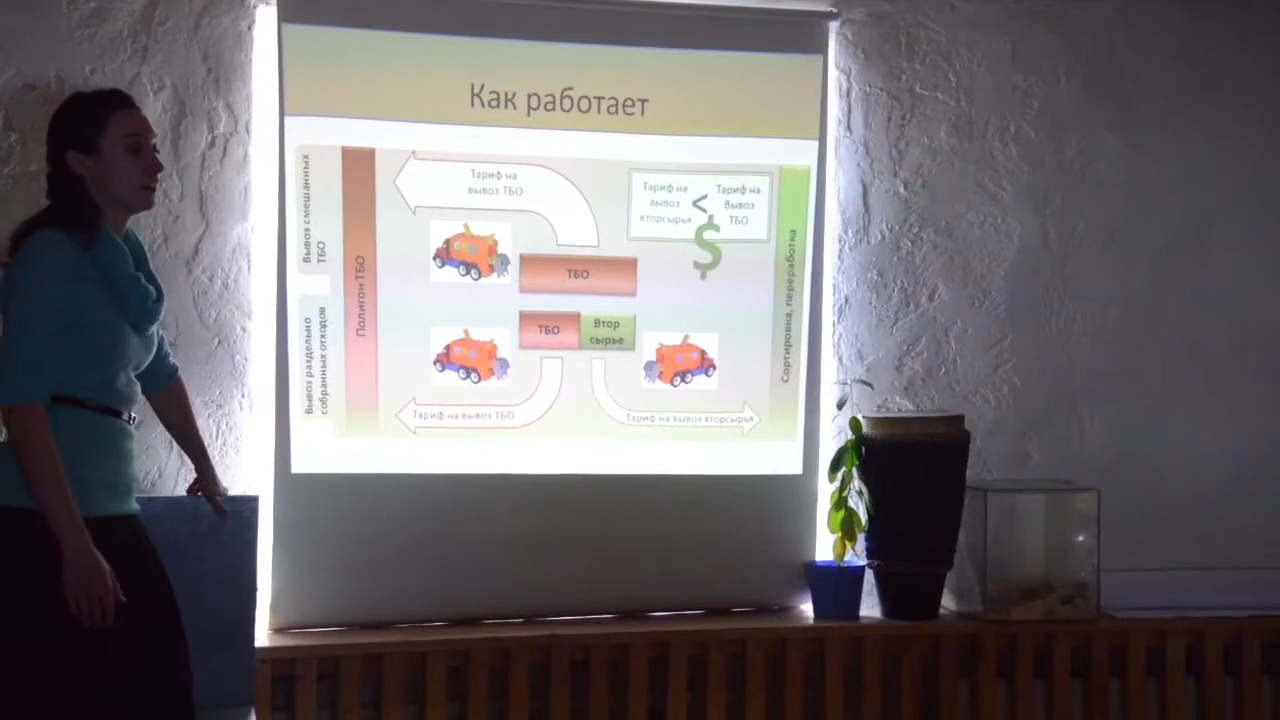 Как работает
Вывоз смешанных
ТБО
Полигон ТБО
Тариф на
вывоз ТБО
Тариф на
вывоз
вторсырья
<
Тариф на
Вывоз
ТБО
$
ТБО
Сортировка, переработка
Вывоз раздельно
собранных отходов
ТБО
Втор
сырье
Тариф на вывоз ТБО
Тариф на вывоз вторсырья